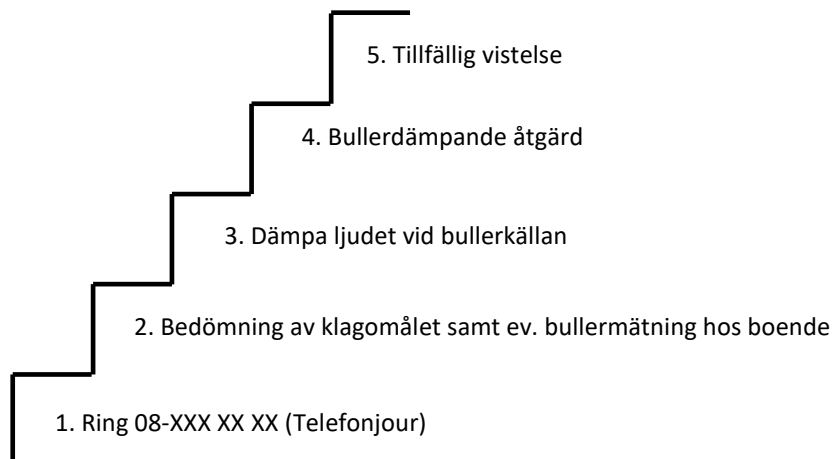 5. Tillfällig vistelse
4. Bullerdämpande åtgärd
3. Dämpa ljudet vid bullerkällan
2. Bedömning av klagomålet samt ev. bullermätning hos boende
1. Ring 08-XXX XX XX (Telefonjour)